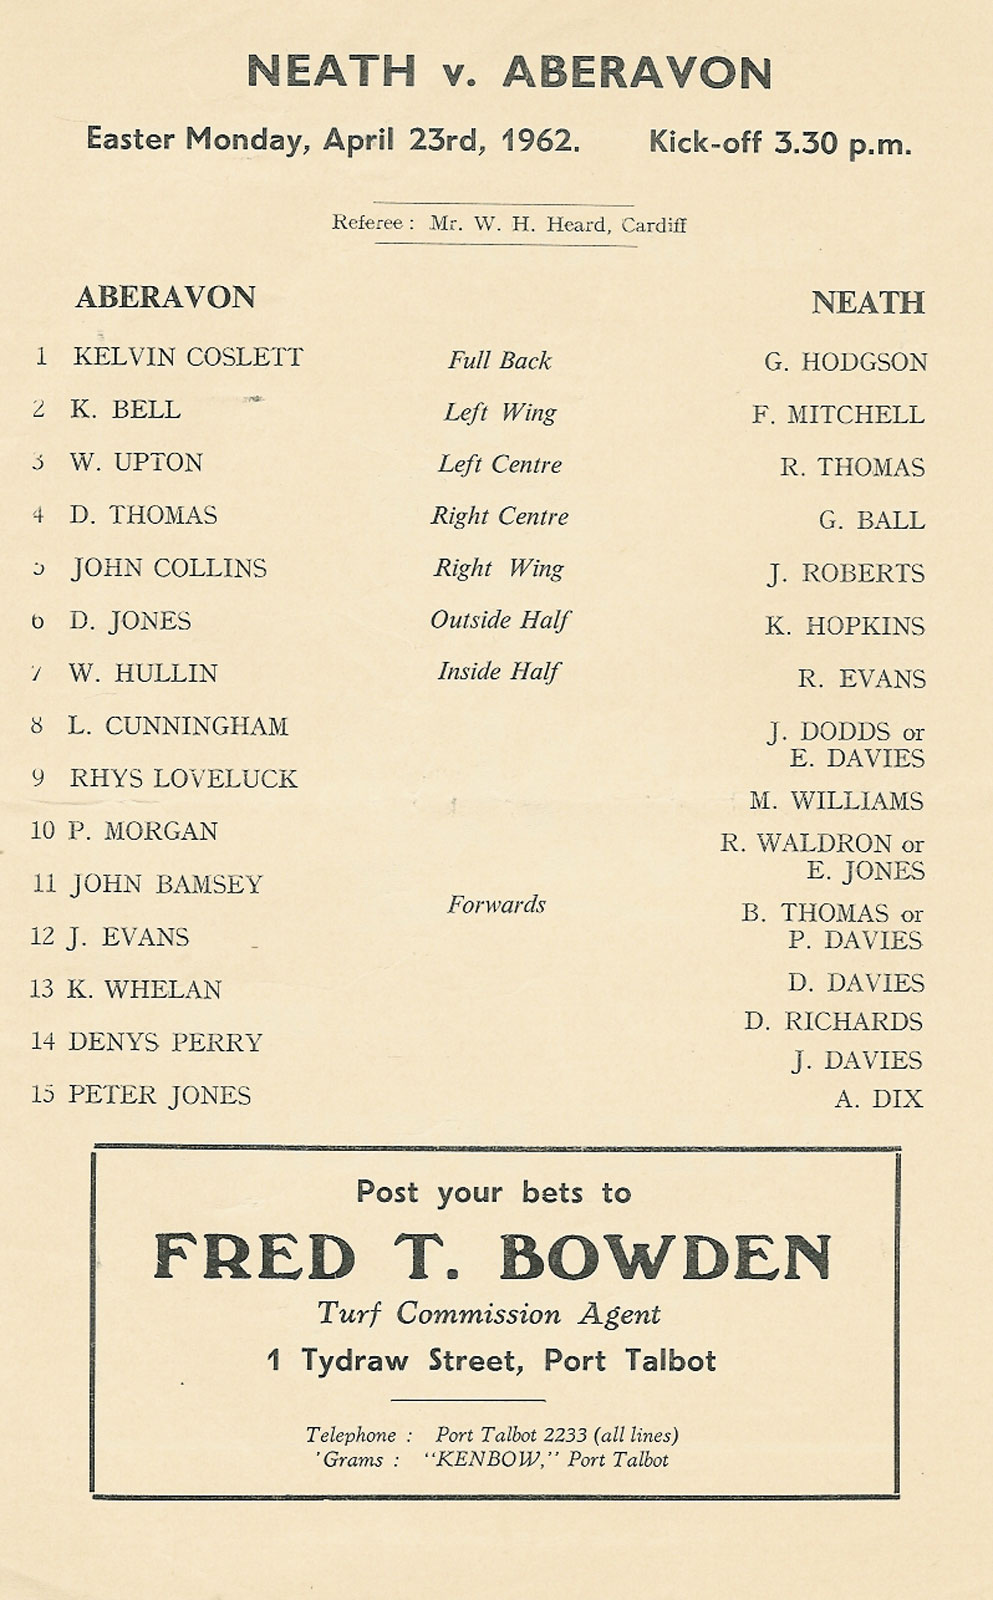 NEATH v. ABERAVON
Easter Monday, April 23rd, 1962. Kick-off 3.30 p.m.
Referee : Mr. W. H. Heard, Cardiff
ABERAVON NEATH
1 KELVIN COSLETT Full Back G. HODGSON
2 K. BELL Left Wing F. MITCHELL
3 W. UPTON Left Centre R. THOMAS
4 D. THOMAS Right Centre G. BALL
5 JOHN COLLINS Right Wing J. ROBERTS
6 D. JONES Outside Half K. HOPKINS
7 W. HULLIN Inside Half R. EVANS
8 L. CUNNINGHAM J. DODDS or
E. DAVIES
9 RHYS LOVELUCK M. WILLIAMS
10 P. MORGAN R. WALDRON or
E. JONES
11 JOHN BAMSEY Forwards B. THOMAS or
P. DAVIES
12 J. EVANS D. DAVIES
13 K. WHELAN D. RICHARDS
14 DENYS PERRY J. DAVIES
15 PETER JONES A. DIX
Post your bets to
FRED T. BOWDEN
Turf Commission Agent
1 Tydraw Street, Port Talbot
Telephone : Port Talbot 2233 (all lines)
'Grams : "KENBOW," Port Talbot